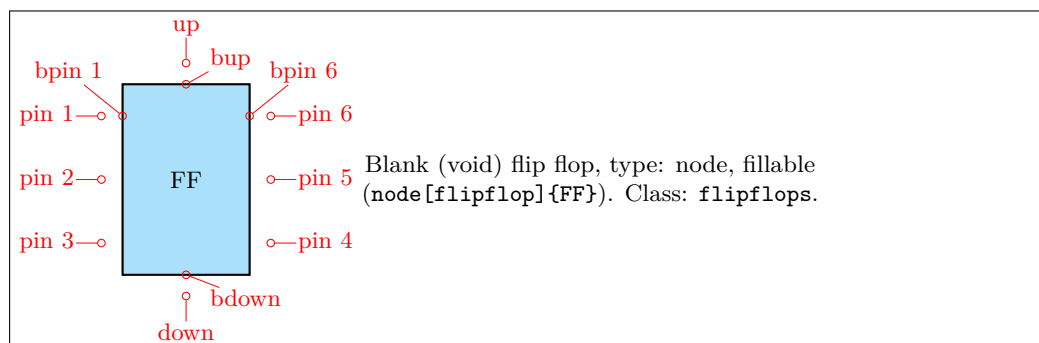 up
bup
bpin 1
bpin 6
pin 1
pin 6
pin 2
FF
pin 5
pin 3
pin 4
bdown
down
Blank (void) flip flop, type: node, fillable
(node[flipflop]{FF}). Class: flipflops.